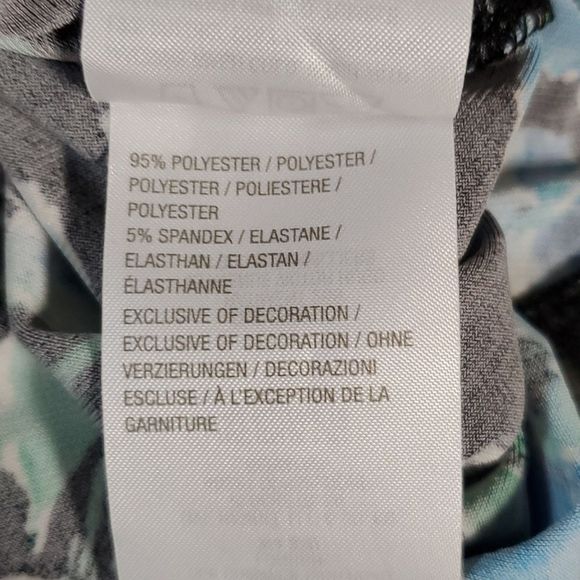 95% POLYESTER / POLYESTER /
POLYESTER / POLIESTERE /
POLYESTER
5% SPANDEX / ELASTANE /
ELASTHAN / ELASTAN /
ÉLASTHANNE
EXCLUSIVE OF DECORATION /
EXCLUSIVE OF DECORATION / OHNE
VERZIERUNGEN / DECORAZIONI
ESCLUSE / À L'EXCEPTION DE LA
GARNITURE